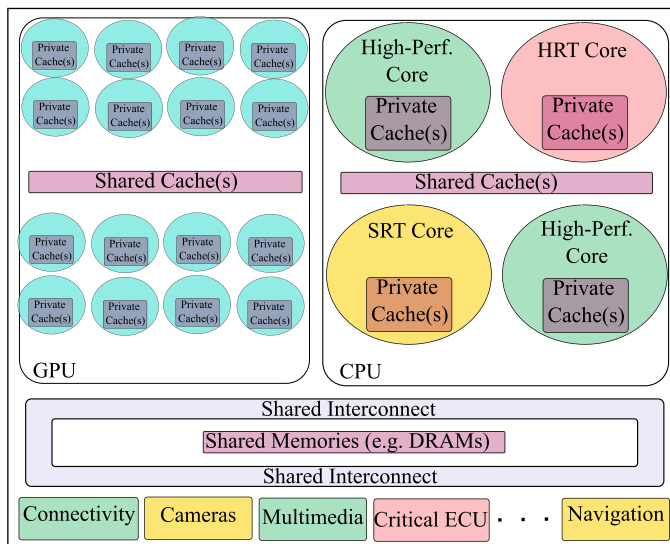 Private Private Private Private
Cache(s) Cache(s) Cache(s) Cache(s)
Private Private Private Private
Cache(s) Cache(s) Cache(s) Cache(s)
Shared Cache(s)
Private Private Private Private
Cache(s) Cache(s) Cache(s) Cache(s)
Private Private Private Private
Cache(s) Cache(s) Cache(s) Cache(s)
GPU
High-Perf.
Core
Private
Cache(s)
HRT Core
Private
Cache(s)
Shared Cache(s)
SRT Core
Private
Cache(s)
High-Perf.
Core
Private
Cache(s)
CPU
Shared Interconnect
Shared Memories (e.g. DRAMs)
Shared Interconnect
Connectivity Cameras Multimedia Critical ECU . . . Navigation